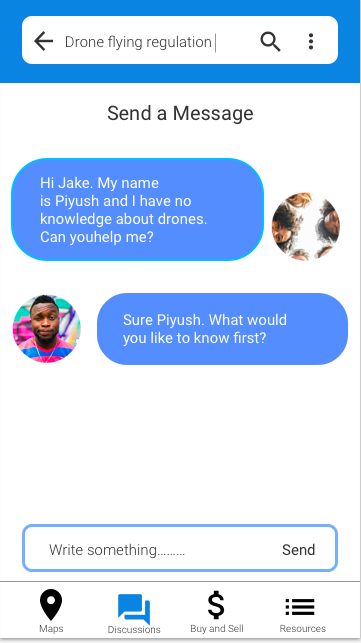 Drone flying regulation
Send a Message
Hi Jake. My name
is Piyush and I have no
knowledge about drones.
Can youhelp me?
Sure Piyush. What would
you like to know first?
Write something......... Send
Maps Discussions Buy and Sell Resources